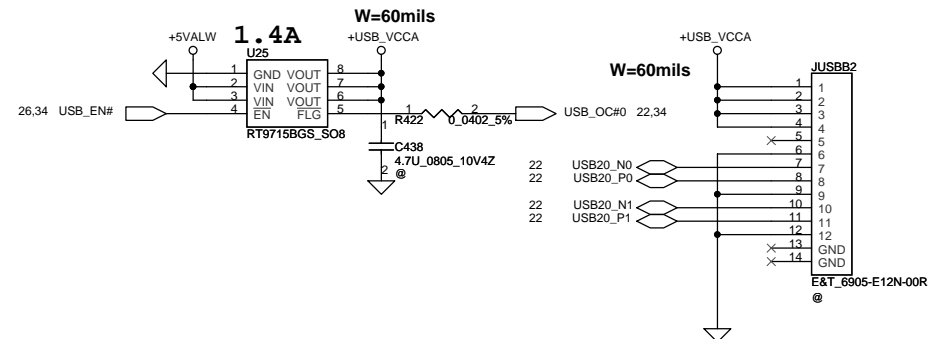 W=60mils
+5VALW
1.4A
+USB_VCCA
U25
1 GND VOUT 8
2 VIN VOUT 7
3 VIN VOUT 6
4 EN FLG 5
RT9715BGS_SO8
26,34 USB_EN#
1 2
R422 0_0402_5%
USB_OC#0 22,34
1
C438
4.7U_0805_10V4Z
2
@
+USB_VCCA
W=60mils
JUSBB2
1 1
2 2
3 3
4 4
5 5
6 6
22 USB20_N0 7 7
22 USB20_P0 8 8
9 9
22 USB20_N1 10 10
22 USB20_P1 11 11
12 12
13 GND
14 GND
E&T_6905-E12N-00R
@